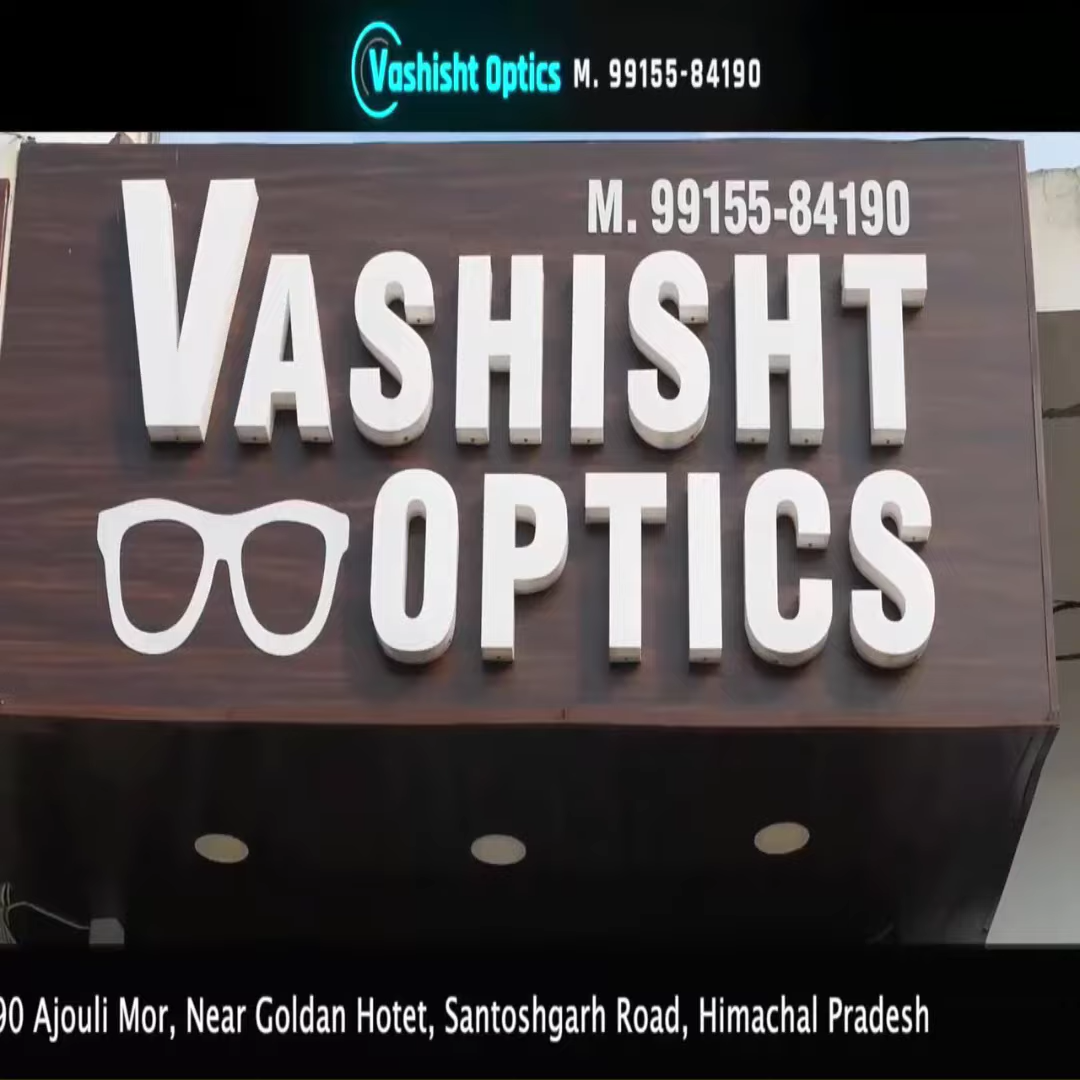 Vashisht Optics M. 99155-84190
M. 99155-84190
VASHISHT
OPTICS
90 Ajouli Mor, Near Goldan Hotet, Santoshgarh Road, Himachal Pradesh